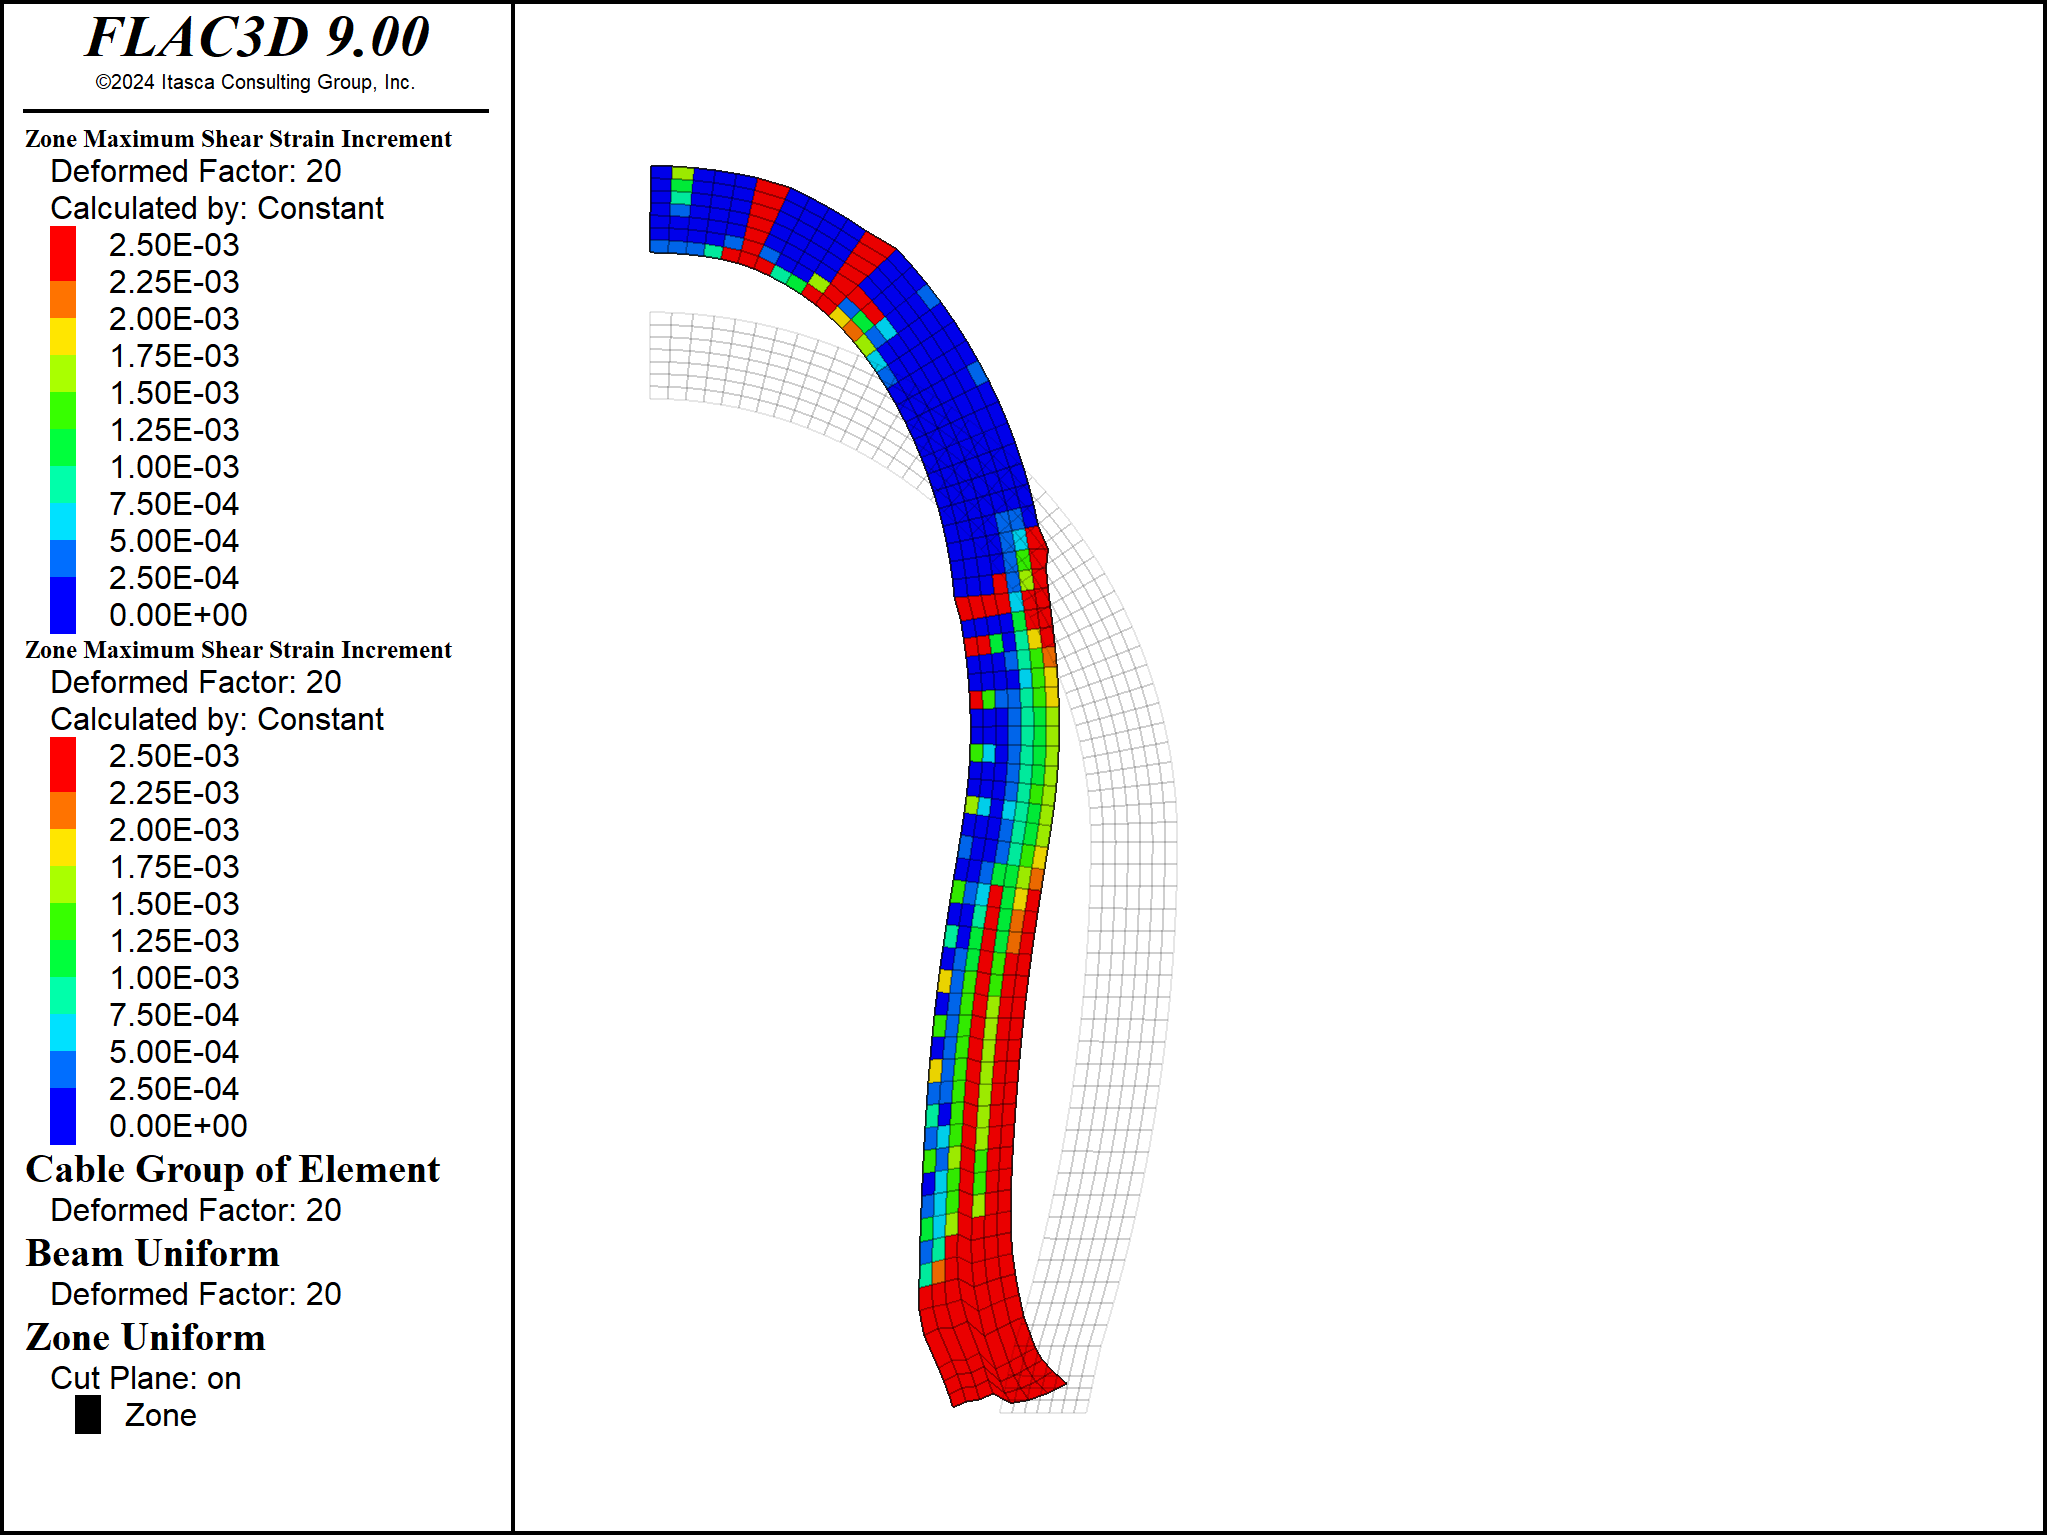 FLAC3D 9.00
©2024 Itasca Consulting Group, Inc.
Zone Maximum Shear Strain Increment
Deformed Factor: 20
Calculated by: Constant
2.50E-03
2.25E-03
2.00E-03
1.75E-03
1.50E-03
1.25E-03
1.00E-03
7.50E-04
5.00E-04
2.50E-04
0.00E+00
Zone Maximum Shear Strain Increment
Deformed Factor: 20
Calculated by: Constant
2.50E-03
2.25E-03
2.00E-03
1.75E-03
1.50E-03
1.25E-03
1.00E-03
7.50E-04
5.00E-04
2.50E-04
0.00E+00
Cable Group of Element
Deformed Factor: 20
Beam Uniform
Deformed Factor: 20
Zone Uniform
Cut Plane: on
Zone